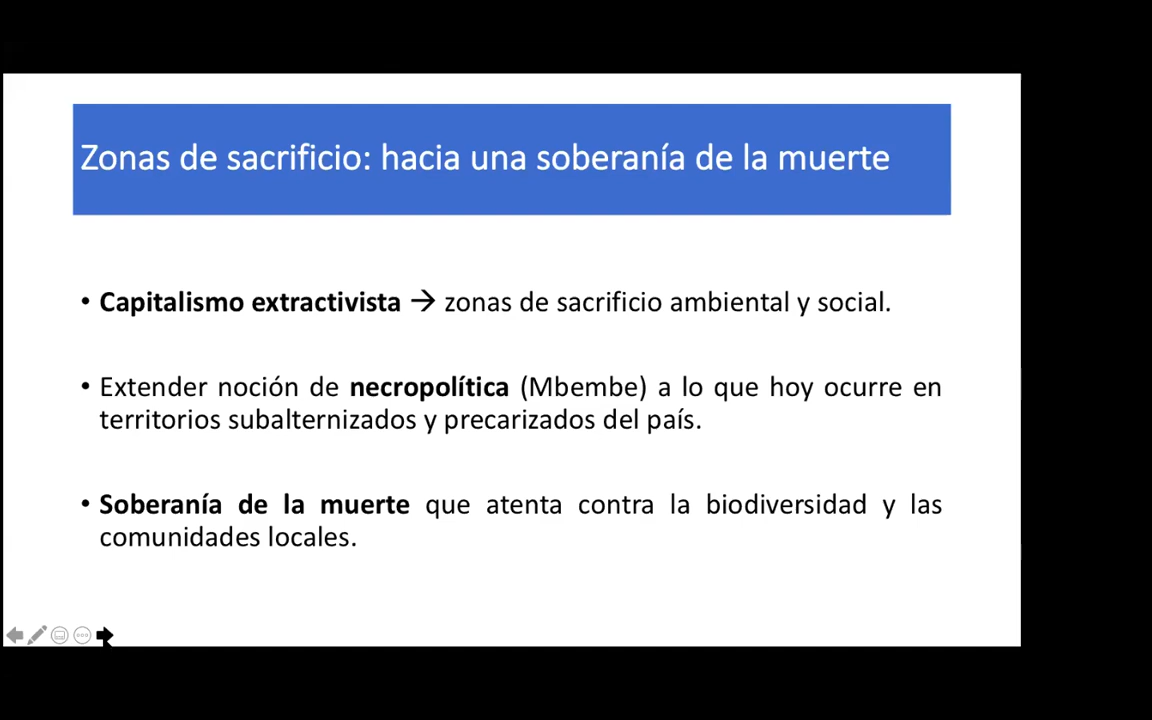 Zonas de sacrificio: hacia una soberanía de la muerte
• Capitalismo extractivista → zonas de sacrificio ambiental y social.
• Extender noción de necropolítica (Mbembe) a lo que hoy ocurre en
territorios subalternizados y precarizados del país.
• Soberanía de la muerte que atenta contra la biodiversidad y las
comunidades locales.